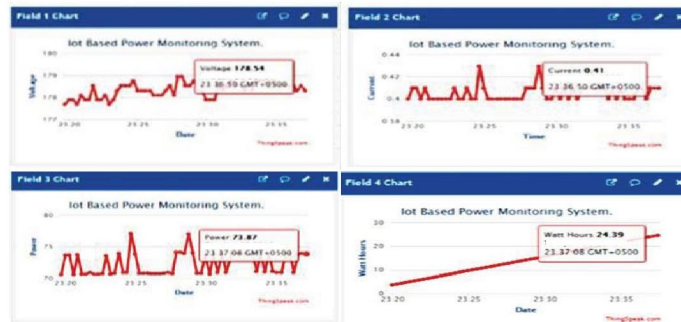 Field 1 Chart
Iot Based Power Monitoring System.
180
178
172
Voltage
Voltage 178.54
23:36:50 GMT+0500
23:20
23:25
23:30
23:35
Date
ThingSpeak.com
Field 2 Chart
Iot Based Power Monitoring System.
0.44
0.42
0.4
0.38
Current
Current 0.41
23:36:50 GMT+0500
23:20
23:25
23:30
23:35
Time
ThingSpeak.com
Field 3 Chart
Iot Based Power Monitoring System.
80
75
70
Power
Power 73.87
23:37:08 GMT+0500
23:20
23:25
23:30
23:35
Date
ThingSpeak.com
Field 4 Chart
Iot Based Power Monitoring System.
30
20
10
0
Watt Hours
Watt Hours 24.39
23:37:08 GMT+0500
23:20
23:25
23:30
23:35
Date
ThingSpeak.com